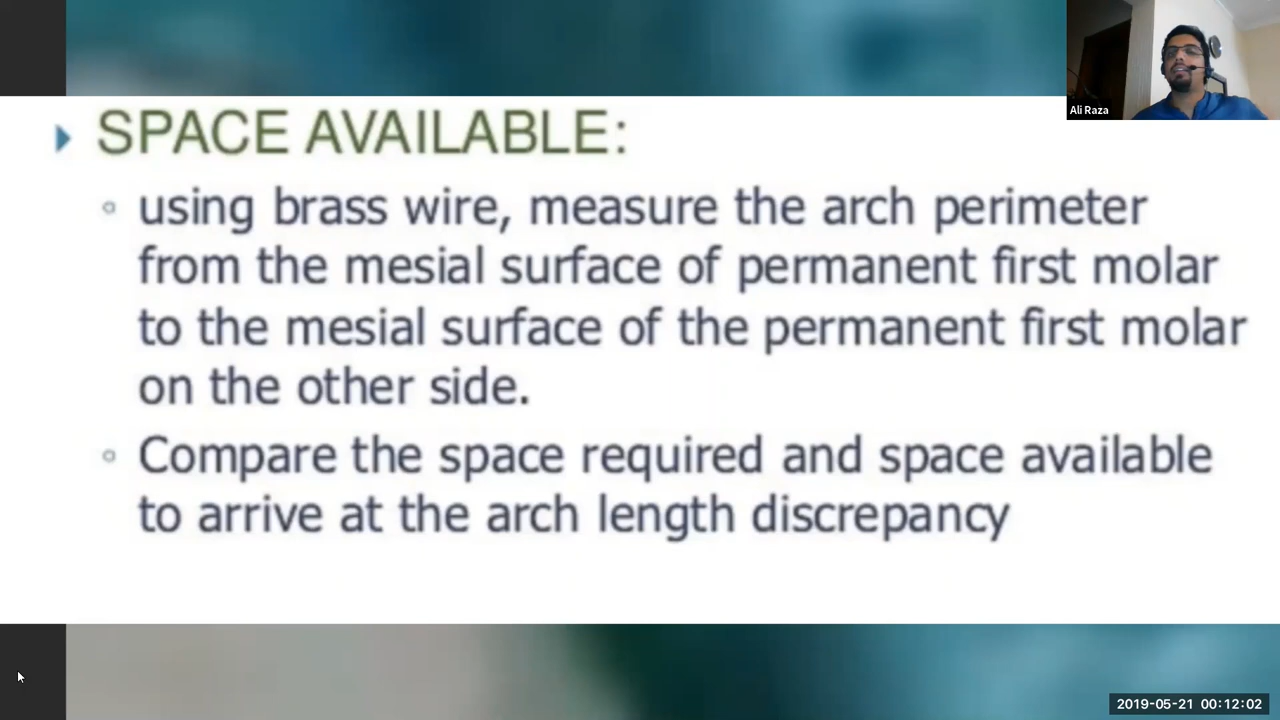 SPACE AVAILABLE:
using brass wire, measure the arch perimeter
from the mesial surface of permanent first molar
to the mesial surface of the permanent first molar
on the other side.
Compare the space required and space available
to arrive at the arch length discrepancy
Ali Raza
2019-05-21 00:12:02